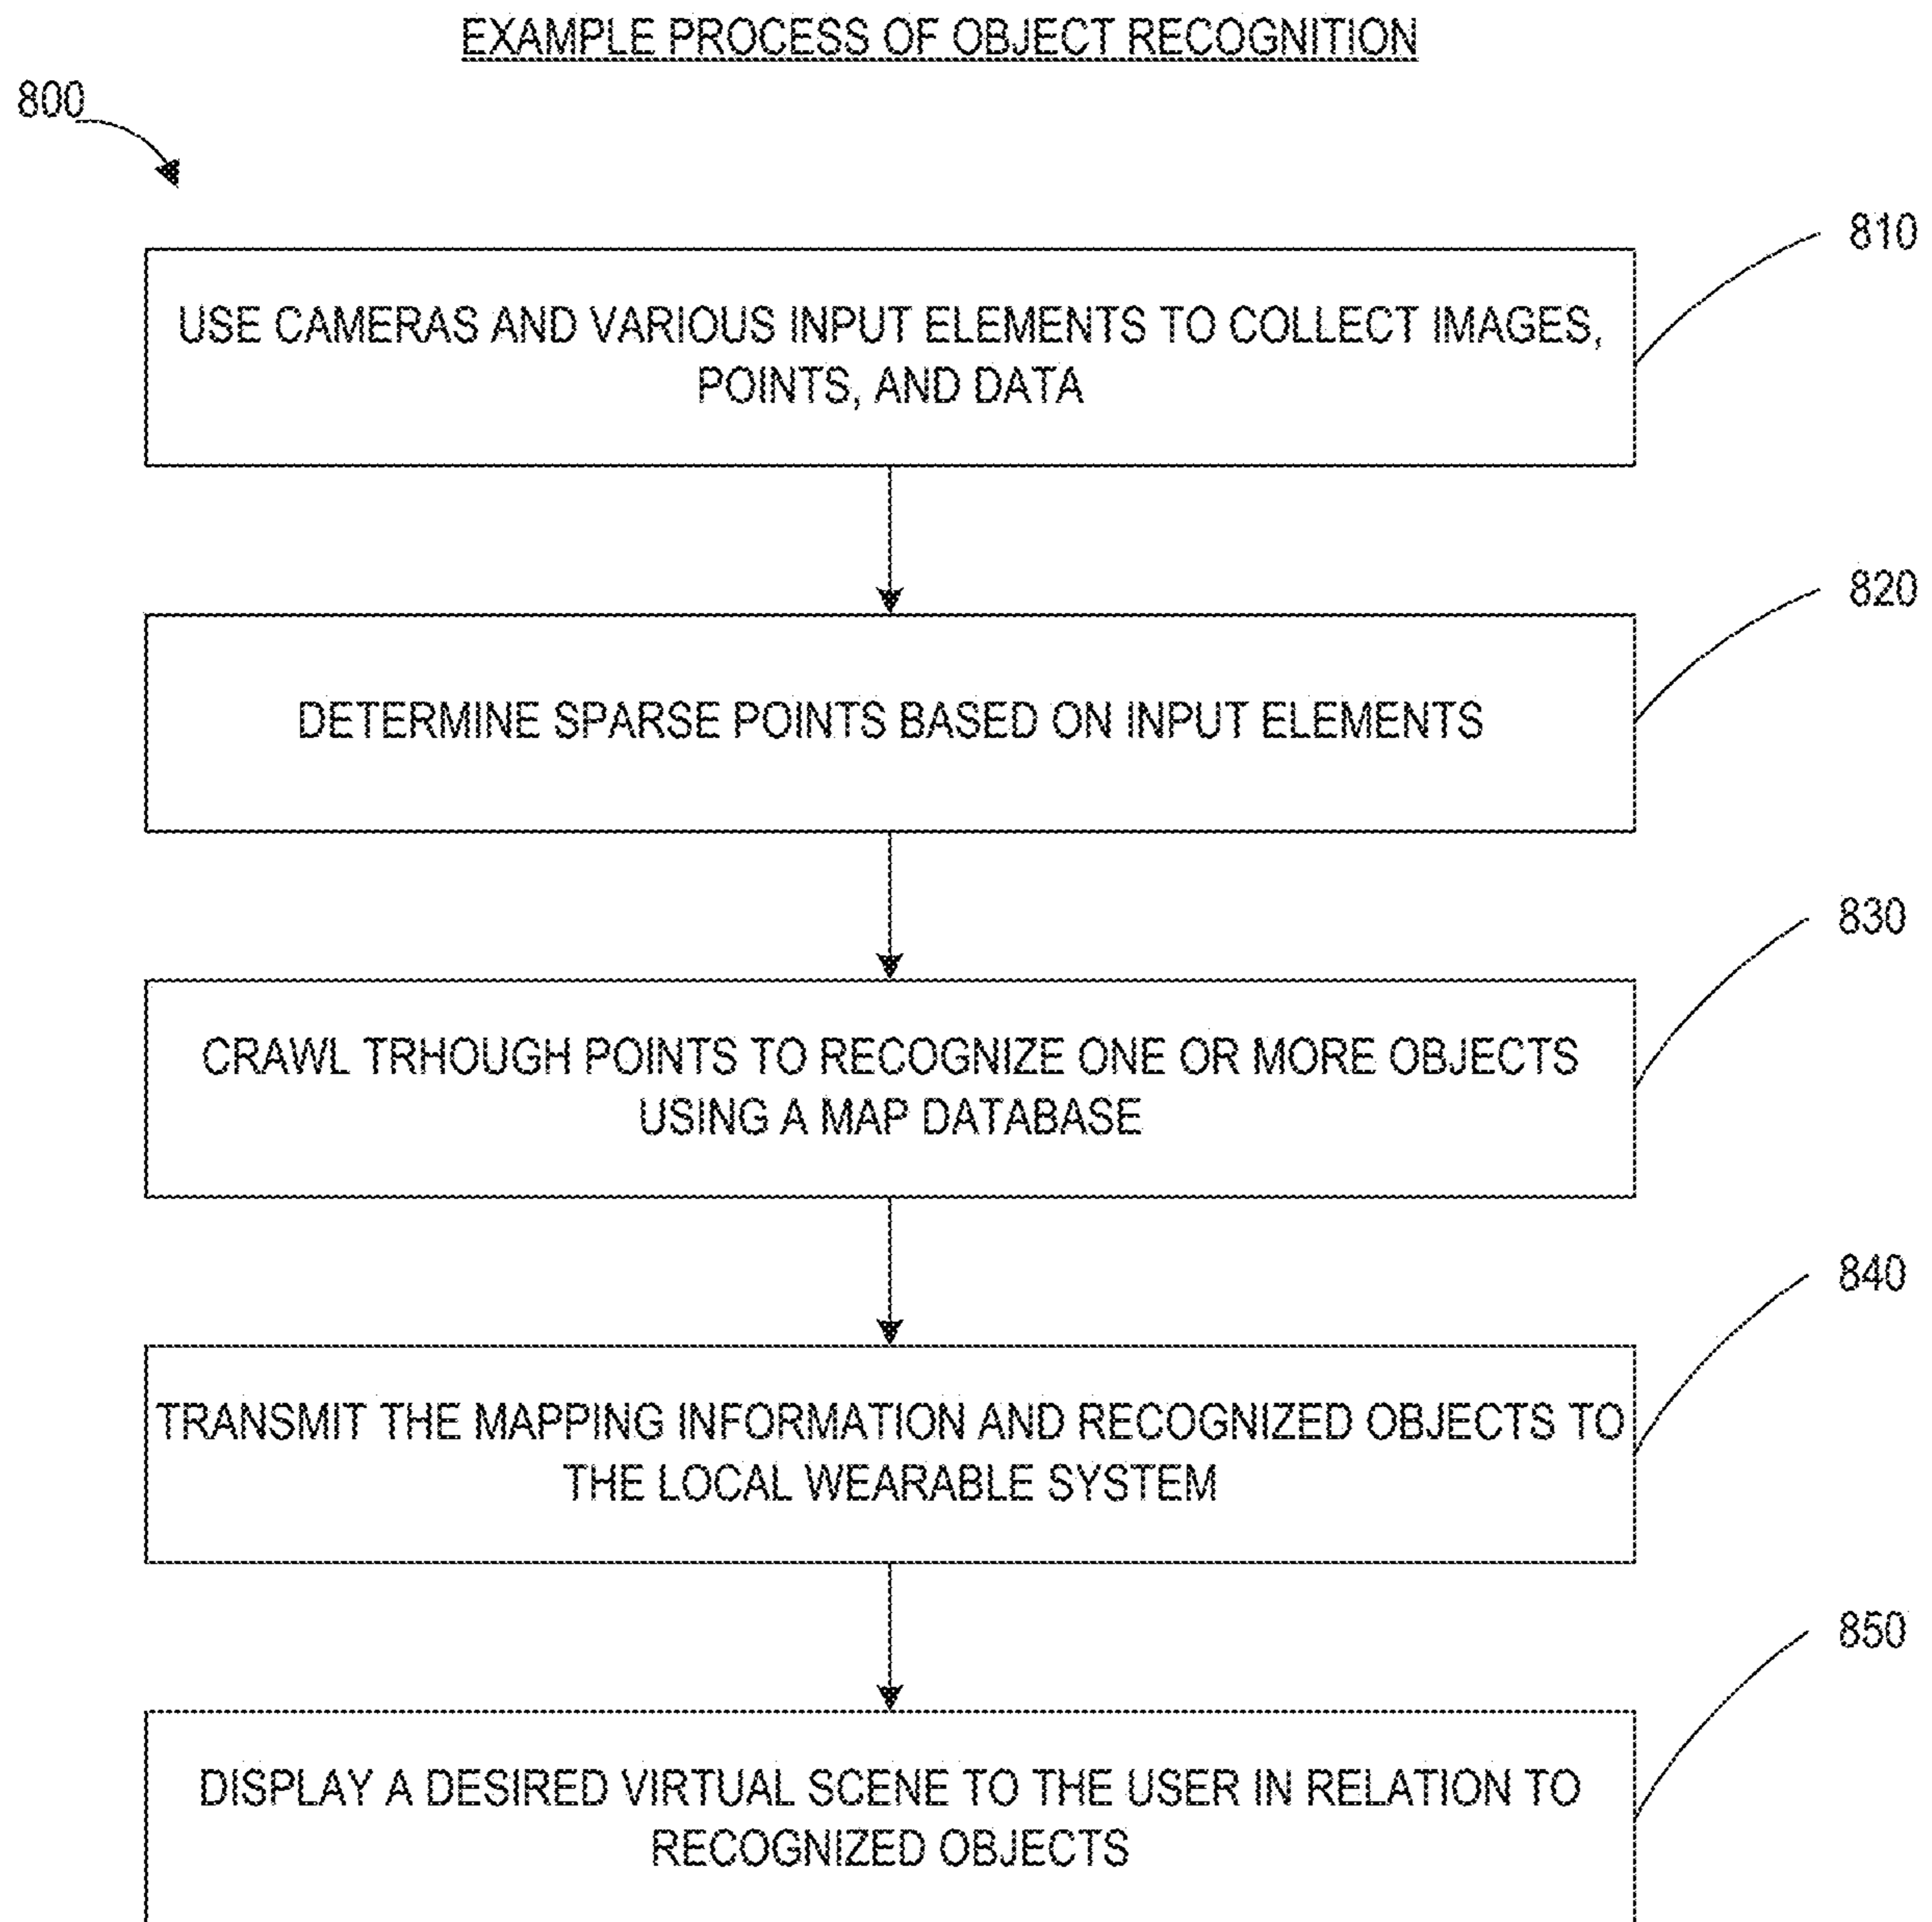 EXAMPLE PROCESS OF OBJECT RECOGNITION
800
810
USE CAMERAS AND VARIOUS INPUT ELEMENTS TO COLLECT IMAGES,
POINTS, AND DATA
820
DETERMINE SPARSE POINTS BASED ON INPUT ELEMENTS
830
CRAWL TRHOUGH POINTS TO RECOGNIZE ONE OR MORE OBJECTS
USING A MAP DATABASE
840
TRANSMIT THE MAPPING INFORMATION AND RECOGNIZED OBJECTS TO
THE LOCAL WEARABLE SYSTEM
850
DISPLAY A DESIRED VIRTUAL SCENE TO THE USER IN RELATION TO
RECOGNIZED OBJECTS